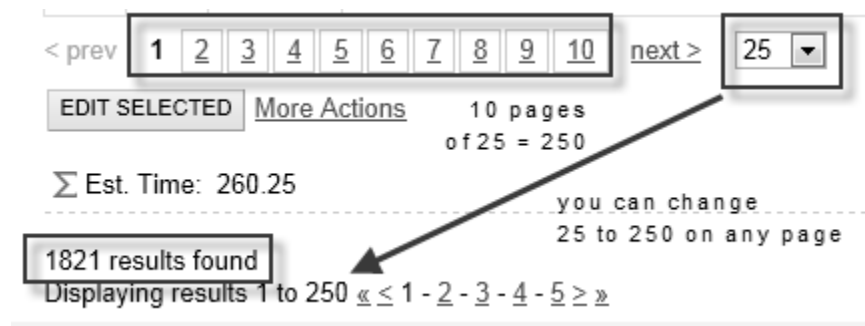 < prev 1 2 3 4 5 6 7 8 9 10 next > 25
EDIT SELECTED More Actions
10 pages
of 25 = 250
∑ Est. Time: 260.25
you can change
25 to 250 on any page
1821 results found
Displaying results 1 to 250 « < 1 - 2 - 3 - 4 - 5 > »